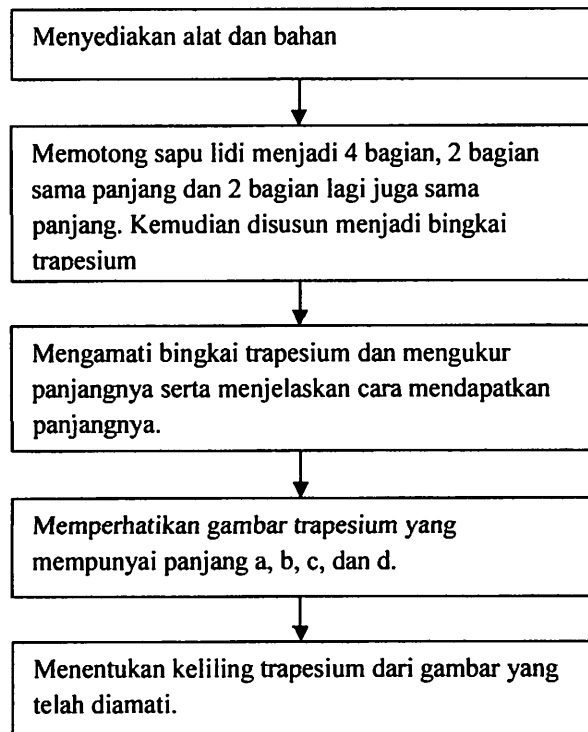 Menyediakan alat dan bahan
Memotong sapu lidi menjadi 4 bagian, 2 bagian
sama panjang dan 2 bagian lagi juga sama
panjang. Kemudian disusun menjadi bingkai
trapesium
Mengamati bingkai trapesium dan mengukur
panjangnya serta menjelaskan cara mendapatkan
panjangnya.
Memperhatikan gambar trapesium yang
mempunyai panjang a, b, c, dan d.
Menentukan keliling trapesium dari gambar yang
telah diamati.